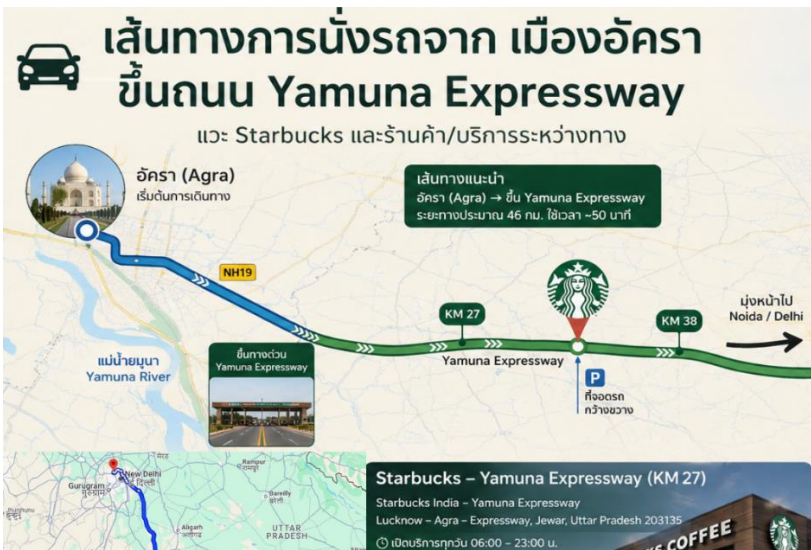 เส้นทางการนั่งรถจาก เมืองอัครา
ขึ้นถนน Yamuna Expressway
แวะ Starbucks และร้านค้า/บริการระหว่างทาง
อัครา (Agra)
เริ่มต้นการเดินทาง
เส้นทางแนะนำ
อัครา (Agra) → ขึ้น Yamuna Expressway
ระยะทางประมาณ 46 กม. ใช้เวลา ~50 นาที
NH19
KM 27
KM 38
มุ่งหน้าไป
Noida / Delhi
Yamuna Expressway
แม่น้ำยมูนา
Yamuna River
ขึ้นทางด่วน
Yamuna Expressway
P
ที่จอดรถ
กว้างขวาง
New Delhi
Gurugram
Rampur
Bareilly
Aligarh
UTTAR
PRADESH
Starbucks – Yamuna Expressway (KM 27)
Starbucks India – Yamuna Expressway
Lucknow – Agra – Expressway, Jewar, Uttar Pradesh 203135
เปิดบริการทุกวัน 06:00 – 23:00 น.
COFFEE